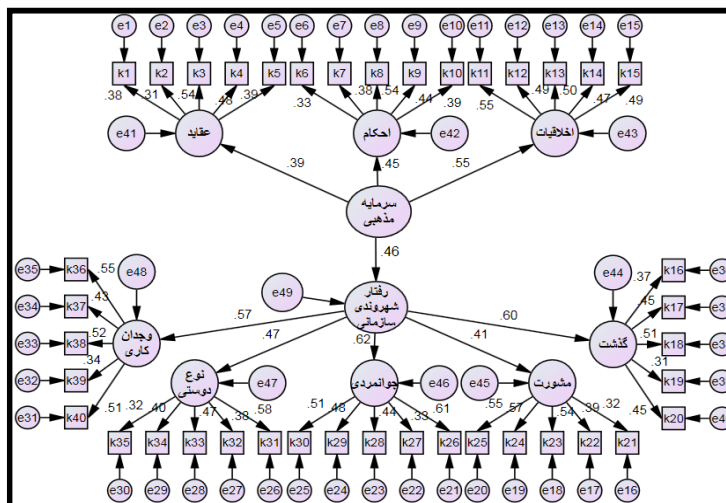 e1 e2 e3 e4 e5 e6 e7 e8 e9 e10 e11 e12 e13 e14 e15
k1 k2 k3 k4 k5 k6 k7 k8 k9 k10 k11 k12 k13 k14 k15
.38 .31 .54 .48 .39 .33 .38 .54 .44 .39 .55 .49 .50 .47 .49
e41 عقاید احکام e42 اخلاقیات e43
.39 .45 .55
سرمایه
مذهبی
.46
e35 k36 .55 e48 e49 رفتار e44 .37 k16
e34 k37 .43 شهروندی .45 k17
سازمانی
e33 k38 .52 وجدان .57 .47 .62 .41 .60 گذشت .51 k18
کاری
e32 k39 .34 نوع e47 جوانمردی e46 e45 مشورت .31 k19
دوستی
e31 k40 .51 .45 k20
.32 .40 .47 .38 .58 .51 .48 .44 .33 .61 .55 .57 .54 .39 .32
k35 k34 k33 k32 k31 k30 k29 k28 k27 k26 k25 k24 k23 k22 k21
e30 e29 e28 e27 e26 e25 e24 e23 e22 e21 e20 e19 e18 e17 e16